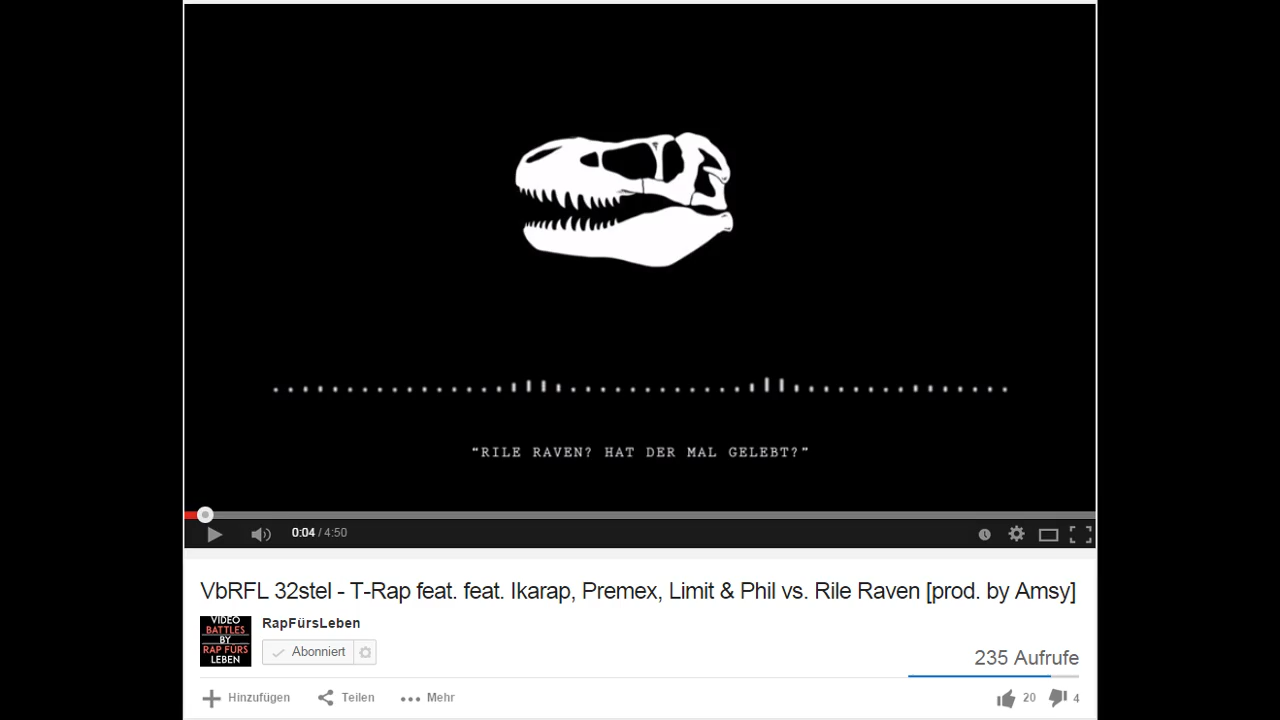 "RILE RAVEN? HAT DER MAL GELEBT?"
0:04 / 4:50
VbRFL 32stel - T-Rap feat. feat. Ikarap, Premex, Limit & Phil vs. Rile Raven [prod. by Amsy]
VIDEO
BATTLES
BY
RAP FÜRS
LEBEN
RapFürsLeben
Abonniert
235 Aufrufe
Hinzufügen Teilen Mehr 20 4